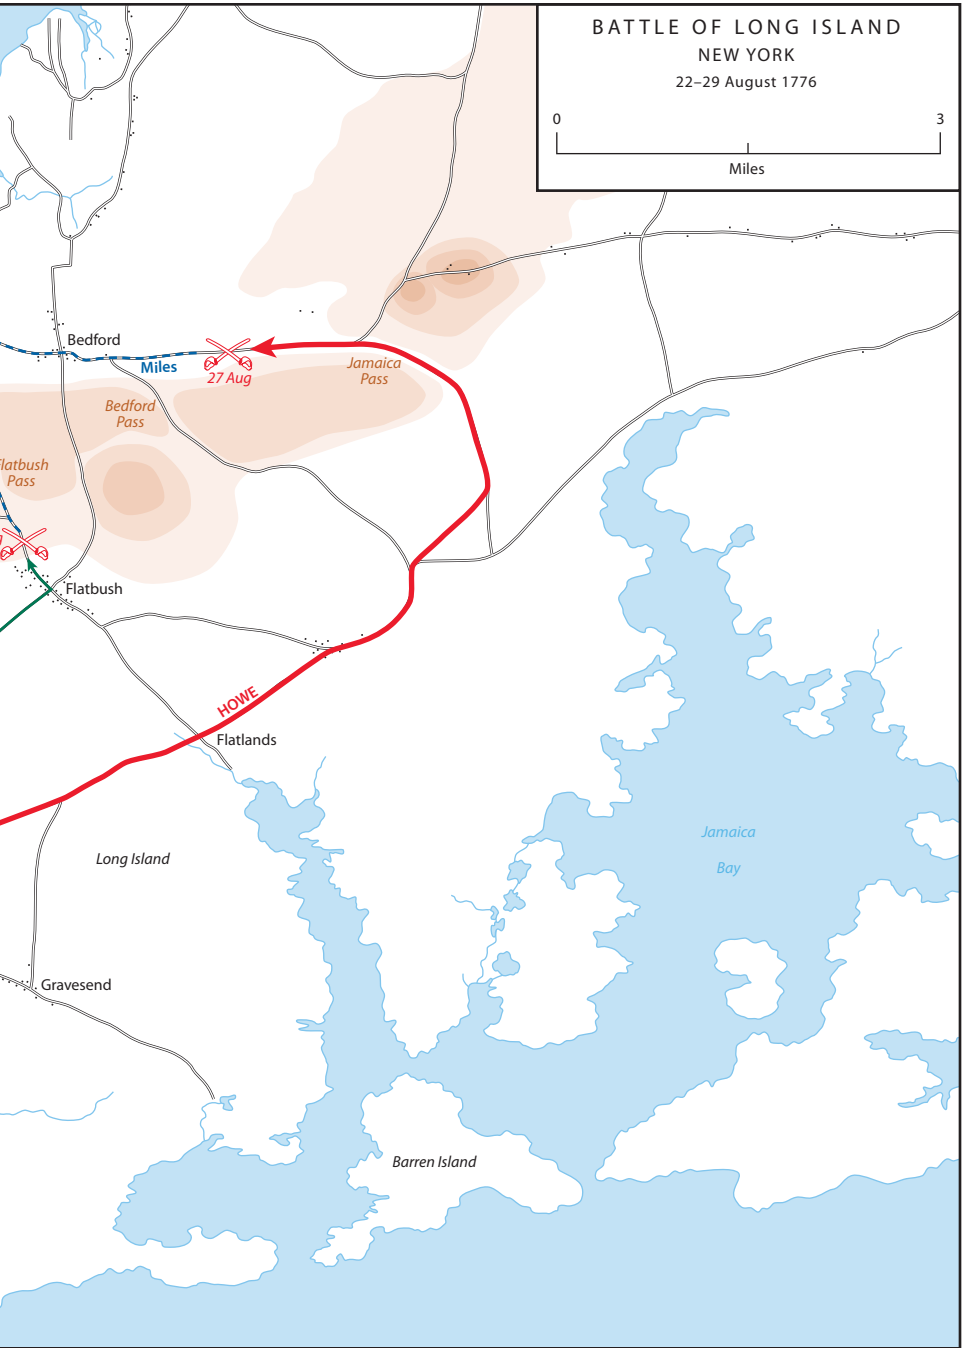 BATTLE OF LONG ISLAND
NEW YORK
22–29 August 1776
0 3
Miles
Bedford
Miles
27 Aug
Jamaica
Pass
Bedford
Pass
latbush
Pass
Flatbush
HOWE
Flatlands
Long Island
Jamaica
Bay
Gravesend
Barren Island